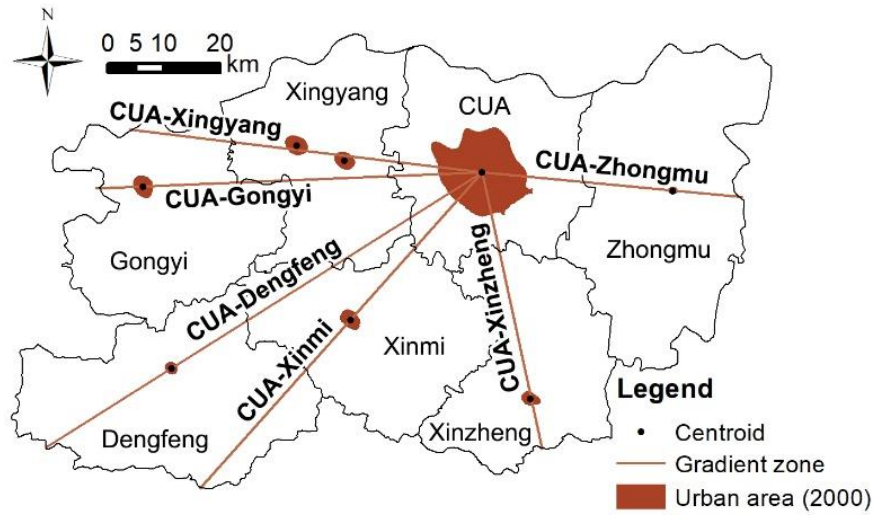 N
0 5 10 20
km
Xingyang
CUA
CUA-Xingyang
CUA-Zhongmu
CUA-Gongyi
Gongyi
Zhongmu
CUA-Dengfeng
CUA-Xinzheng
CUA-Xinmi
Xinmi
Dengfeng
Xinzheng
Legend
Centroid
Gradient zone
Urban area (2000)